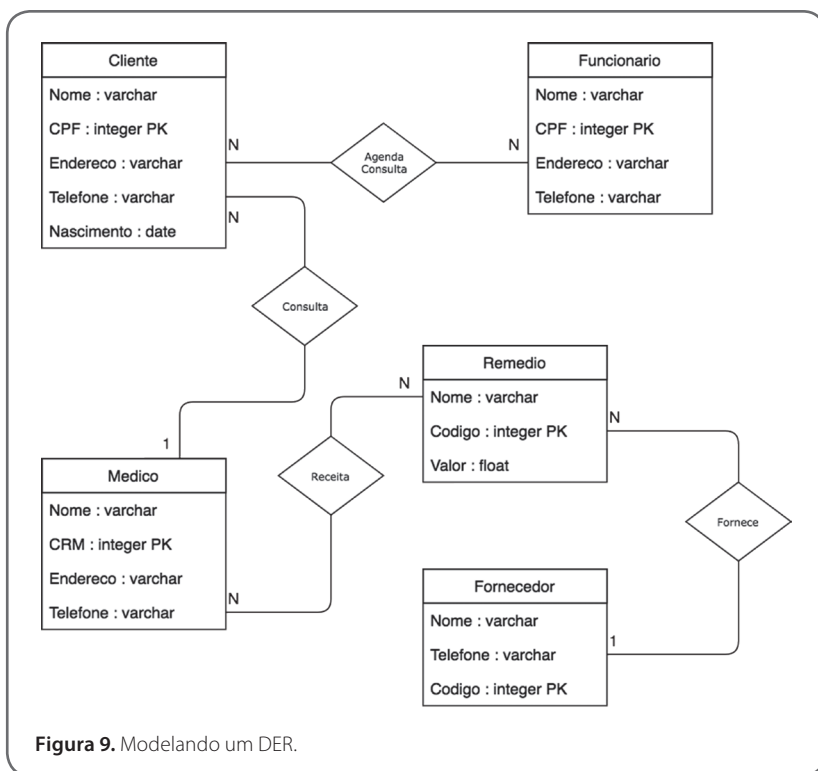 Cliente
Nome : varchar
CPF : integer PK
Endereco : varchar
Telefone : varchar
Nascimento : date
N
N
Agenda
Consulta
N
Funcionario
Nome : varchar
CPF : integer PK
Endereco : varchar
Telefone : varchar
Consulta
1
Medico
Nome : varchar
CRM : integer PK
Endereco : varchar
Telefone : varchar
N
Receita
N
Remedio
Nome : varchar
Codigo : integer PK
Valor : float
N
Fornece
1
Fornecedor
Nome : varchar
Telefone : varchar
Codigo : integer PK
Figura 9. Modelando um DER.